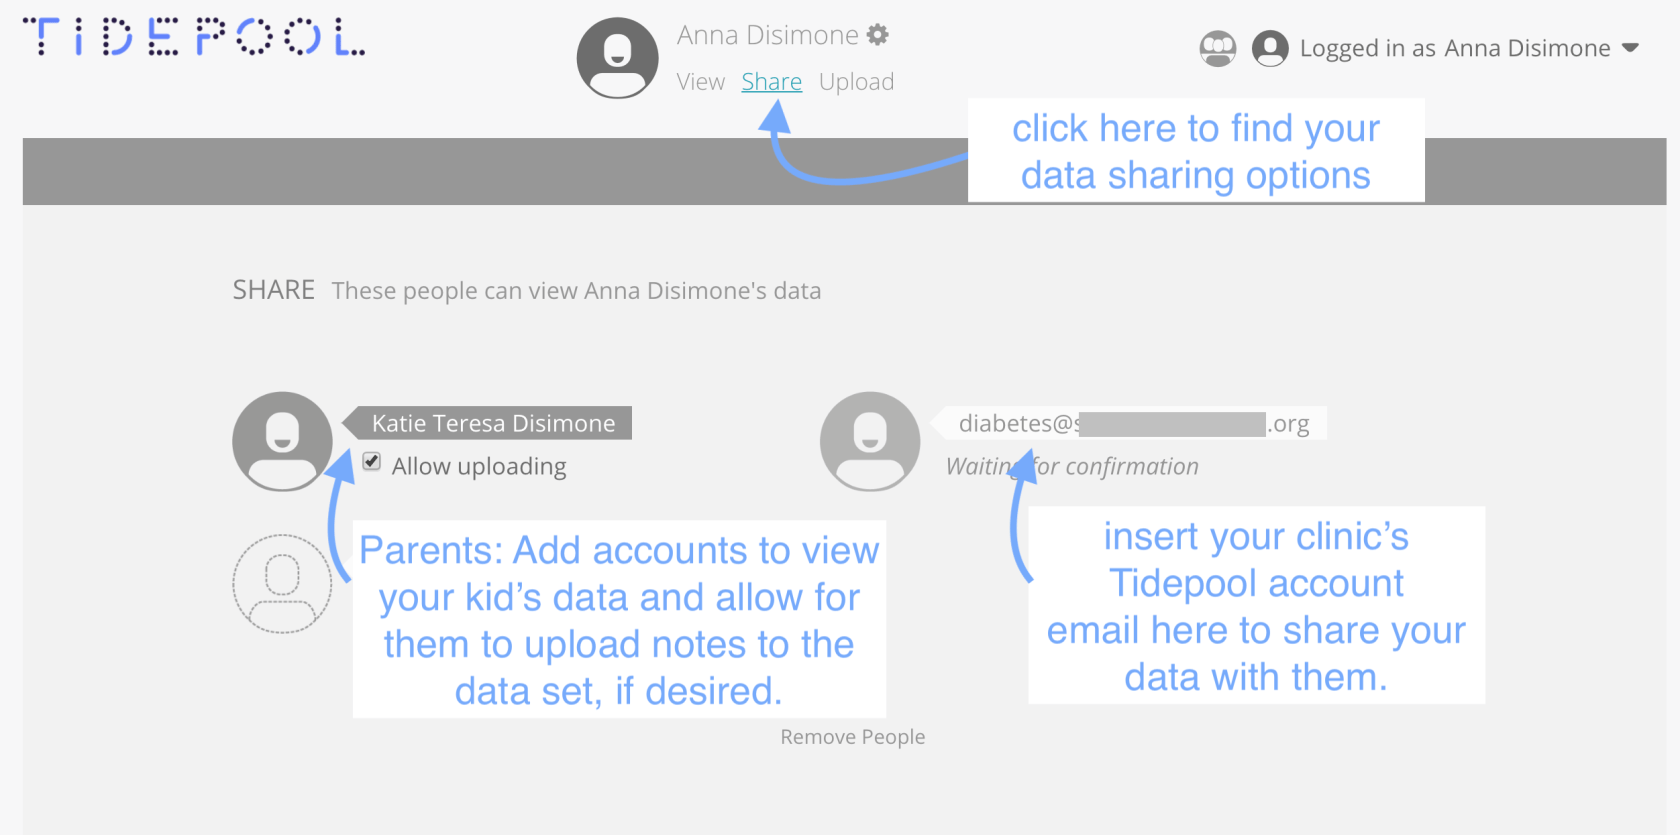 TIDEPOOL
Anna Disimone
View Share Upload
Logged in as Anna Disimone
click here to find your
data sharing options
SHARE These people can view Anna Disimone's data
Katie Teresa Disimone
Allow uploading
diabetes@s .org
Waiting for confirmation
Parents: Add accounts to view
your kid’s data and allow for
them to upload notes to the
data set, if desired.
insert your clinic’s
Tidepool account
email here to share your
data with them.
Remove People